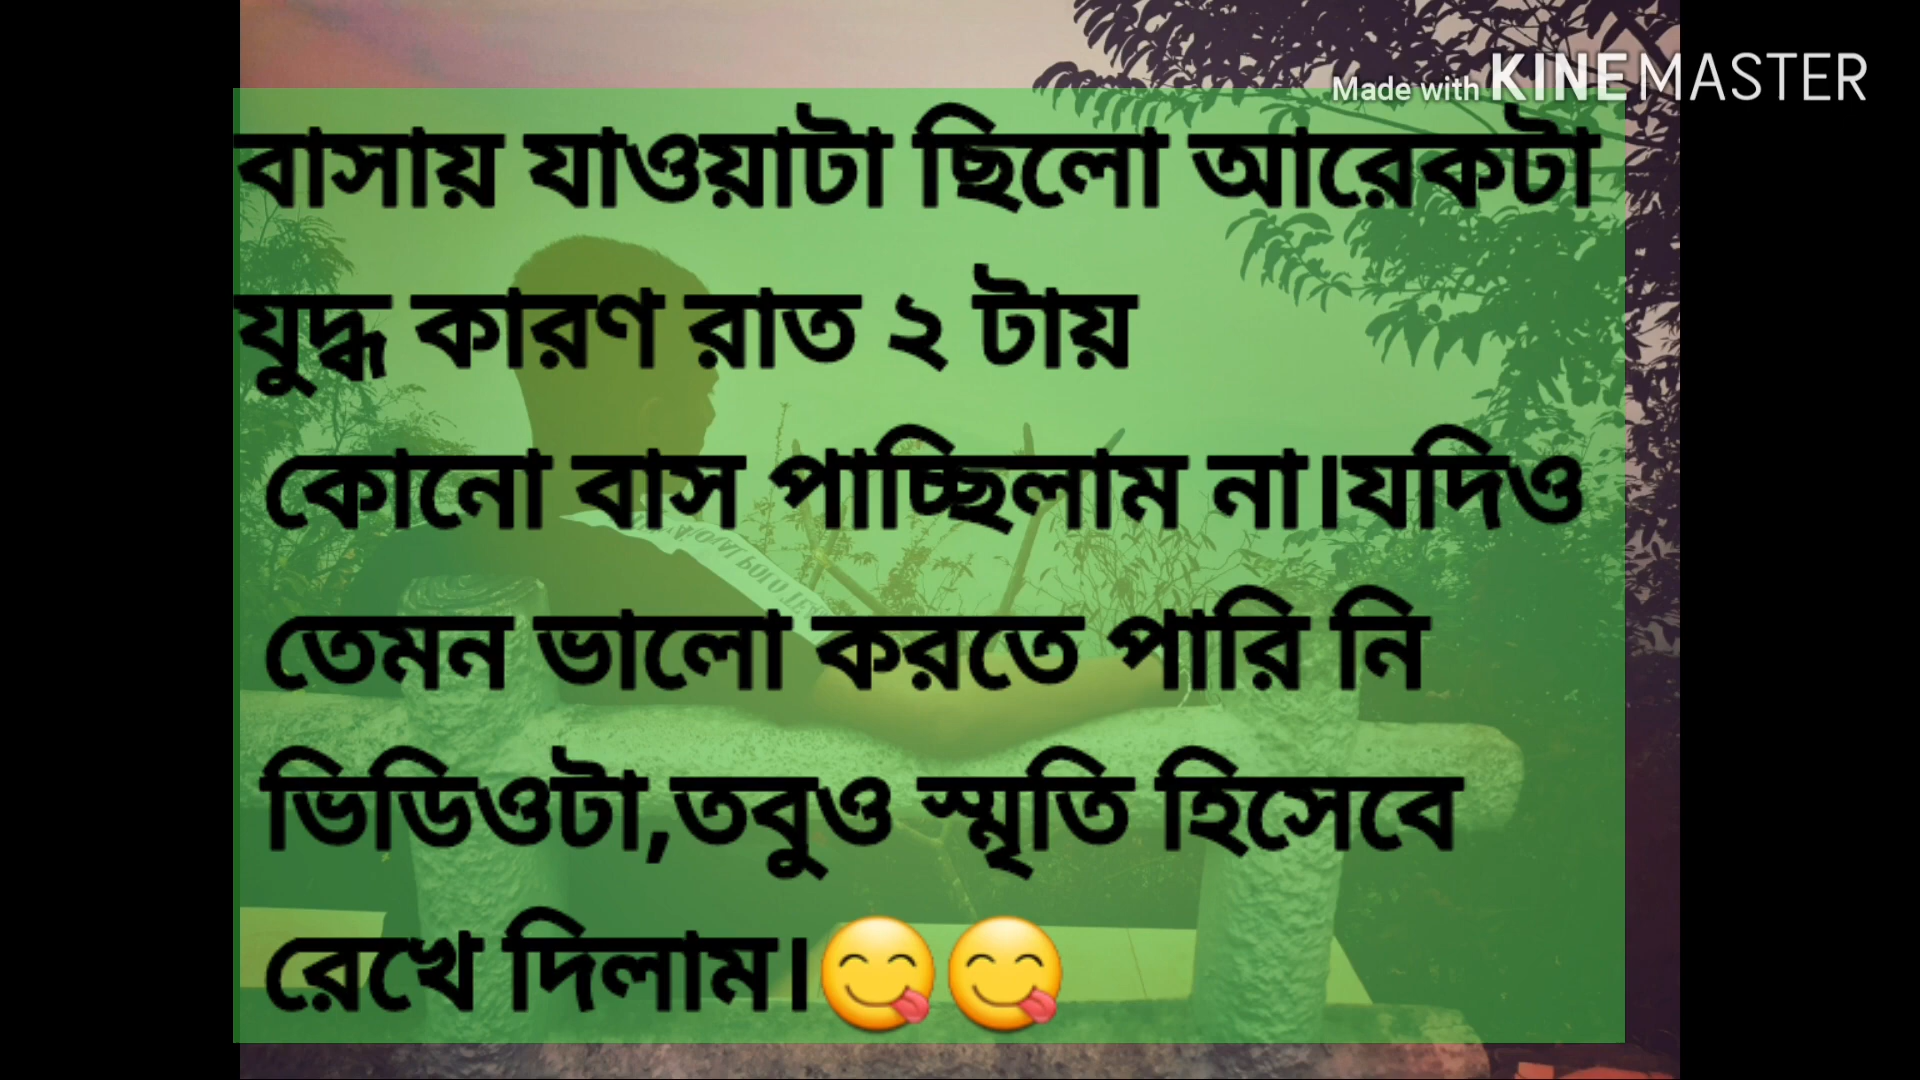 Made with KINEMASTER
বাসায় যাওয়াটা ছিলো আরেকটা
যুদ্ধ কারণ রাত ২ টায়
কোনো বাস পাচ্ছিলাম না।যদিও
তেমন ভালো করতে পারি নি
ভিডিওটা,তবুও স্মৃতি হিসেবে
রেখে দিলাম।😋😋